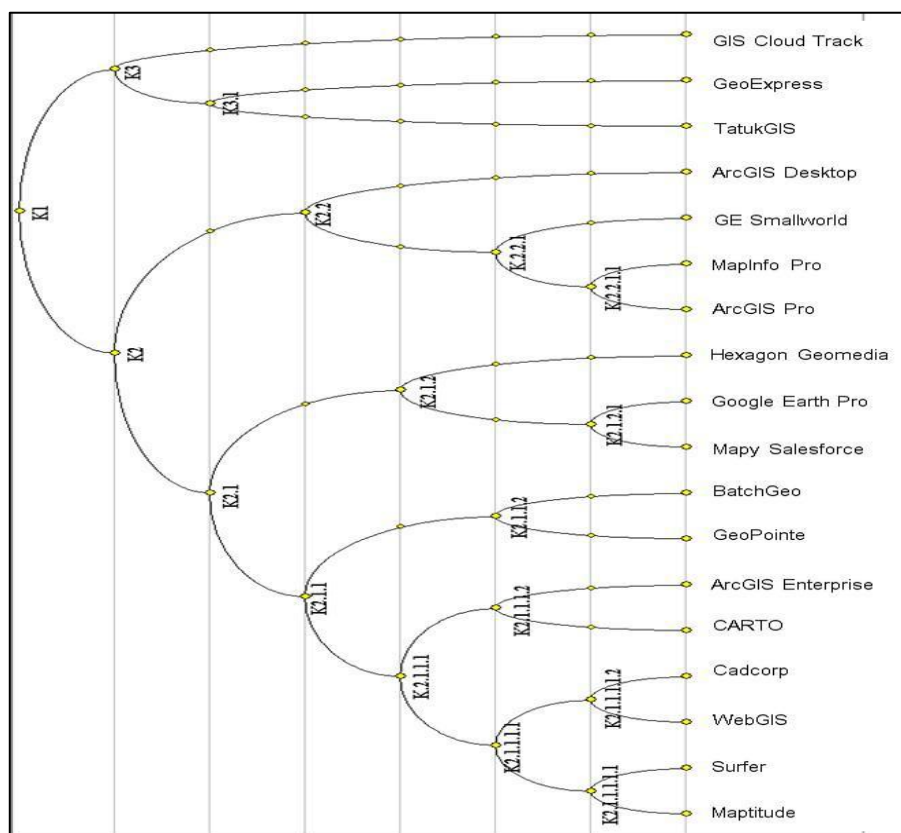 GIS Cloud Track
K3
GeoExpress
K3.1
TatukGIS
ArcGIS Desktop
K1
K2.2
GE Smallworld
K.2.2.1
MapInfo Pro
K2.2.1.1
ArcGIS Pro
K2
Hexagon Geomedia
K2.1.2
Google Earth Pro
K2.1.2.1
Mapy Salesforce
K2.1
BatchGeo
K2.1.1.2
GeoPointe
K2.1.1
ArcGIS Enterprise
K2.1.1.1.2
CARTO
K.2.1.1.1
Cadcorp
K2.1.1.1.1.2
WebGIS
K2.1.1.1.1
Surfer
K2.1.1.1.1.1
Maptitude